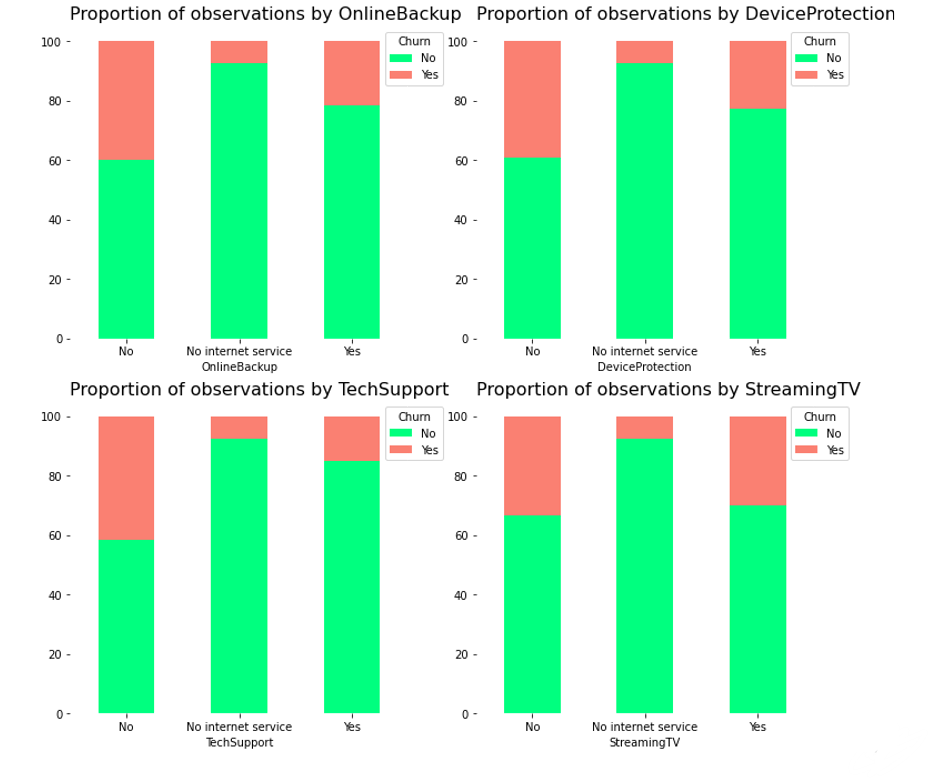 Proportion of observations by OnlineBackup
Churn
No
Yes
100
80
60
40
20
0
No No internet service Yes
OnlineBackup
Proportion of observations by DeviceProtection
Churn
No
Yes
100
80
60
40
20
0
No No internet service Yes
DeviceProtection
Proportion of observations by TechSupport
Churn
No
Yes
100
80
60
40
20
0
No No internet service Yes
TechSupport
Proportion of observations by StreamingTV
Churn
No
Yes
100
80
60
40
20
0
No No internet service Yes
StreamingTV